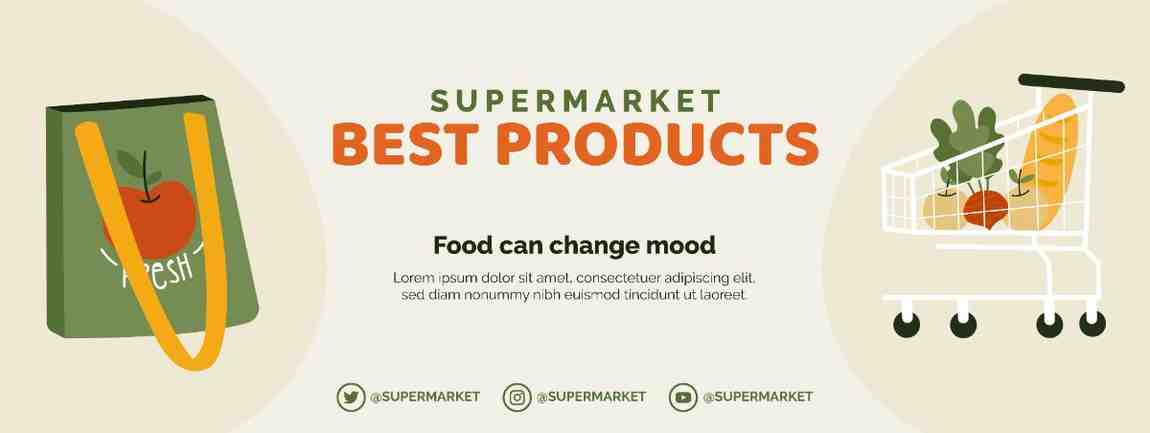 SUPERMARKET
BEST PRODUCTS
FRESH
Food can change mood
Lorem ipsum dolor sit amet, consectetuer adipiscing elit,
sed diam nonummy nibh euismod tincidunt ut laoreet.
@SUPERMARKET @SUPERMARKET @SUPERMARKET